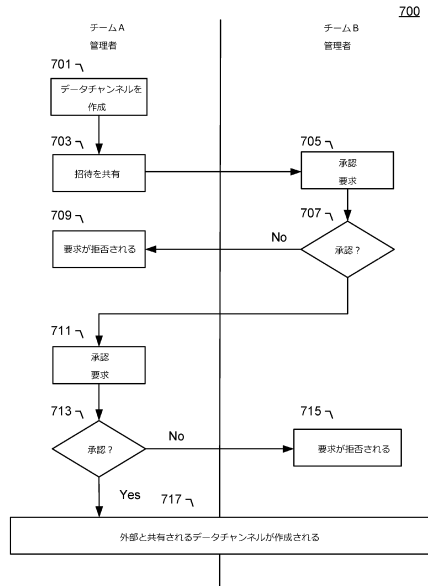 700
チームA
管理者
チームB
管理者
701
データチャンネルを
作成
703
招待を共有
705
承認
要求
707
承認?
No
709
要求が拒否される
711
承認
要求
713
承認?
No
715
要求が拒否される
Yes
717
外部と共有されるデータチャンネルが作成される